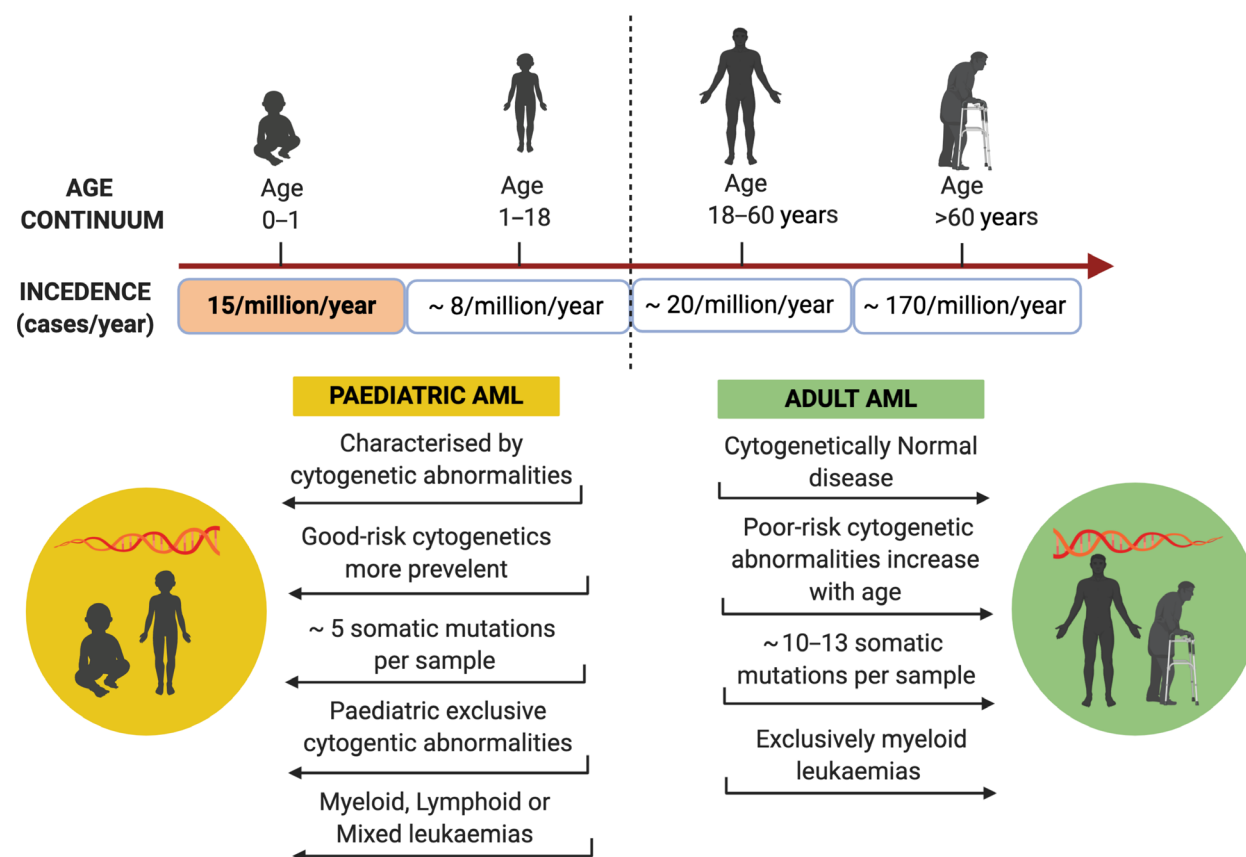 AGE
CONTINUUM
Age
0–1
Age
1–18
Age
18–60 years
Age
>60 years
INCEDENCE
(cases/year)
15/million/year
~ 8/million/year
~ 20/million/year
~ 170/million/year
PAEDIATRIC AML
Characterised by
cytogenetic abnormalities
Good-risk cytogenetics
more prevelent
~ 5 somatic mutations
per sample
Paediatric exclusive
cytogentic abnormalities
Myeloid, Lymphoid or
Mixed leukaemias
ADULT AML
Cytogenetically Normal
disease
Poor-risk cytogenetic
abnormalities increase
with age
~ 10–13 somatic
mutations per sample
Exclusively myeloid
leukaemias